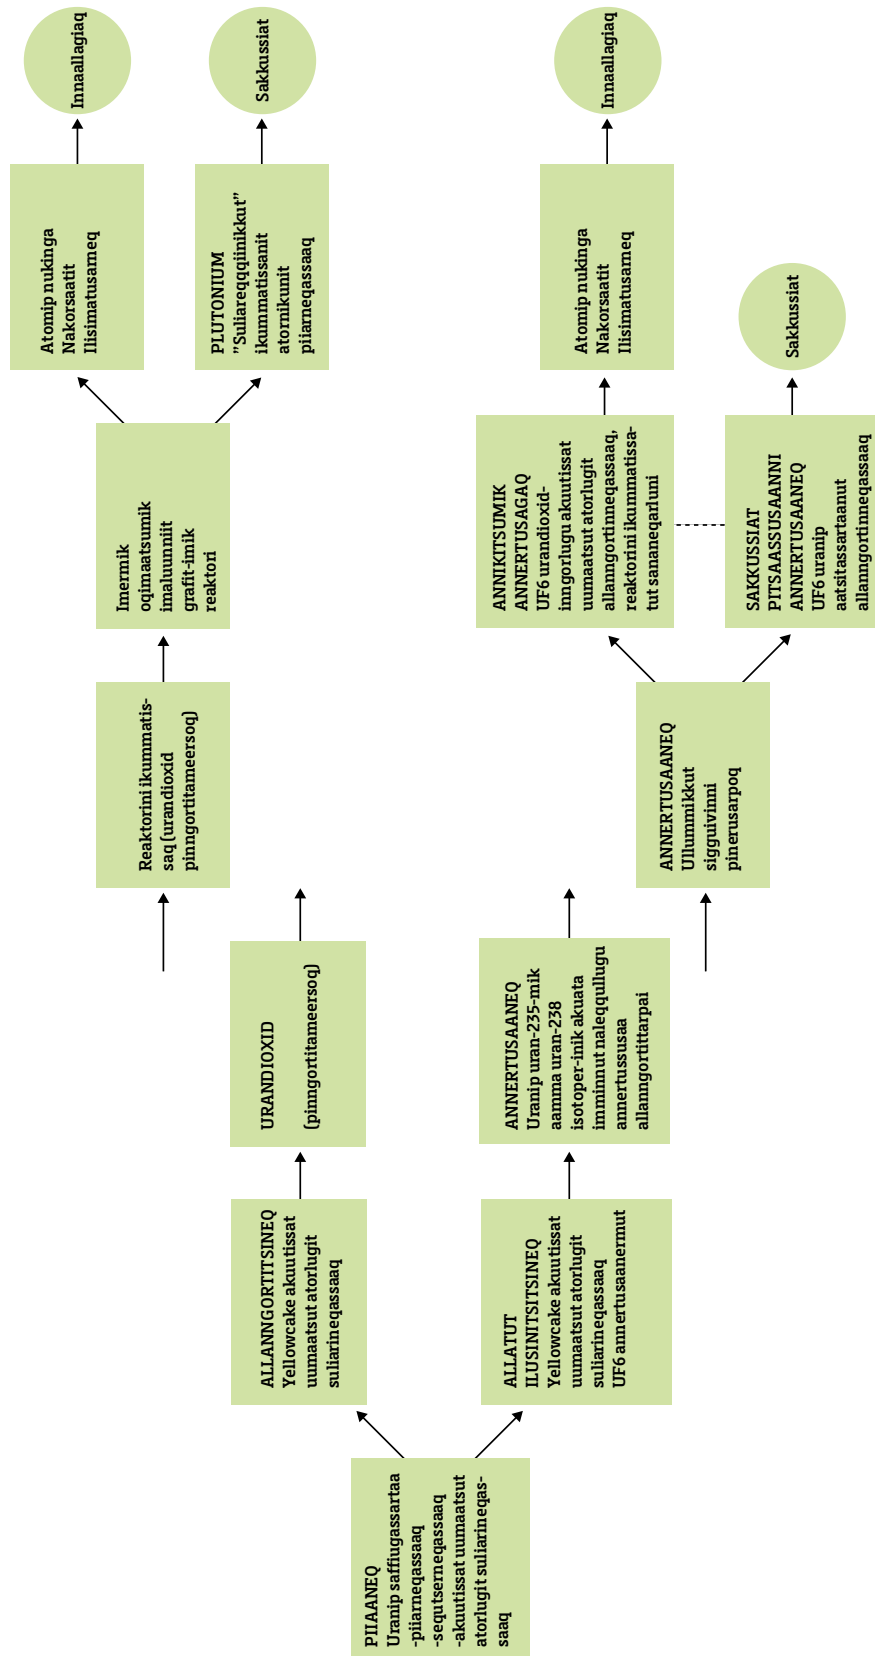 PIIAANEQ
Uranip saffiugassartaa
-piiarneqassaaq
-sequtserneqassaaq
-akuutissat uumaatsut
atorlugit suliarineqas-
saaq
ALLANNGORTITSINEQ
Yellowcake akuutissat
uumaatsut atorlugit
suliarineqassaaq
URANDIOXID
(pinngortitameersoq)
Reaktorini ikummatis-
saq (urandioxid
pinngortitameersoq)
Imermik
oqimaatsumik
imaluunniit
grafit-imik
reaktori
Atomip nukinga
Nakorsaatit
Ilisimatusarneq
Innaallagiaq
PLUTONIUM
”Suliareqqiinikkut”
ikummatissanit
atornikunit
piiarneqassaaq
Sakkussiat
ALLATUT
ILUSINITSITSINEQ
Yellowcake akuutissat
uumaatsut atorlugit
suliarineqassaaq
UF6 annertusaanermut
ANNERTUSAANEQ
Uranip uran-235-mik
aamma uran-238
isotoper-inik akuata
imminnut naleqqullugu
annertussusaa
allanngortittarpai
ANNERTUSAANEQ
Ullummikkut
sigguivinni
pinerusarpoq
ANNIKITSUMIK
ANNERTUSAGAQ
UF6 urandioxid-
inngorlugu akuutissat
uumaatsut atorlugit
allanngortinneqassaaq,
reaktorini ikummatissa-
tut sananeqarluni
Atomip nukinga
Nakorsaatit
Ilisimatusarneq
Innaallagiaq
SAKKUSSIAT
PITSAASSUSAANNI
ANNERTUSAANEQ
UF6 uranip
aatsitassartaanut
allanngortinneqassaaq
Sakkussiat